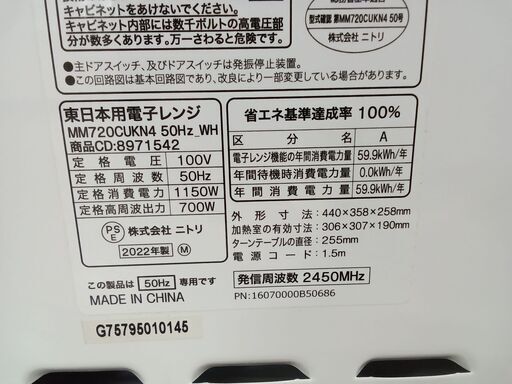 キャビネットをあけないでください。
キャビネット内部には数千ボルトの高電圧部
分が数多くあります。万一さわると危険です。
型式確認 第MM720CUKN4 50号
株式会社 ニトリ
●主ドアスイッチ、及びドアスイッチは発振停止装置。
●この回路図は基本回路図であり、改良により一部変更している場合があります。
東日本用電子レンジ
MM720CUKN4 50Hz_WH
商品CD:8971542
定格電圧 100V
定格周波数 50Hz
定格消費電力 1150W
定格高周波出力 700W
PSE 株式会社 ニトリ
2022年製 M
この製品は 50Hz 専用です
MADE IN CHINA
G75795010145
省エネ基準達成率 100%
区分名 A
電子レンジ機能の年間消費電力量 59.9kWh/年
年間待機時消費電力量 0.0kWh/年
年間消費電力量 59.9kWh/年
外形寸法:440×358×258mm
加熱室の有効寸法:306×307×190mm
ターンテーブルの直径:255mm
電源コード:1.5m
発信周波数 2450MHz
PN:16070000B50686